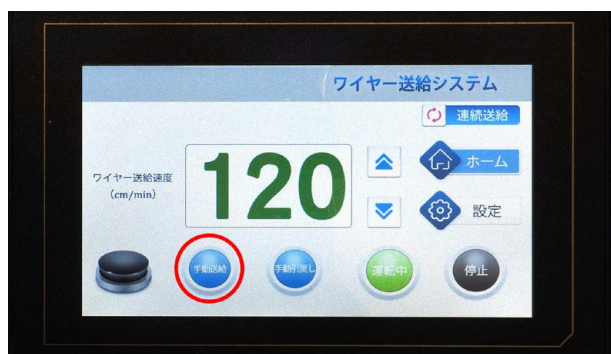 ワイヤー送給システム
連続送給
ワイヤー送給速度
(cm/min)
120
ホーム
設定
手動送給
手動引戻し
運転中
停止